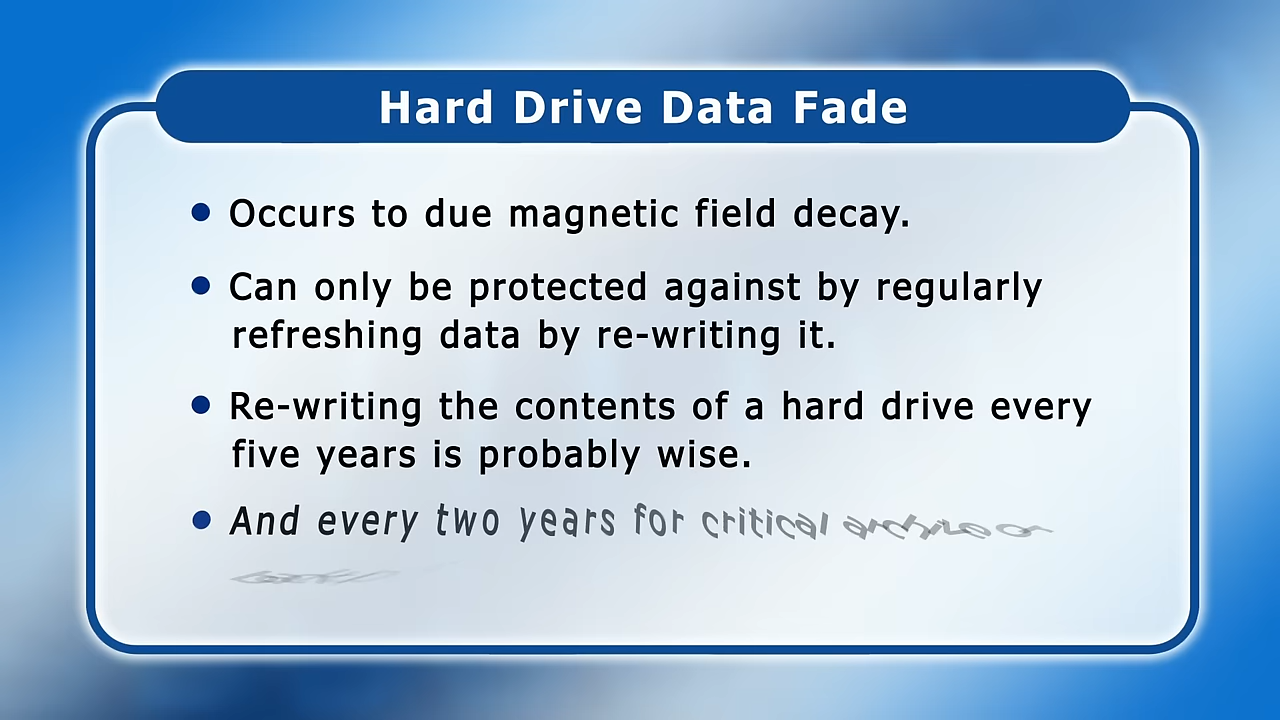 Hard Drive Data Fade
• Occurs to due magnetic field decay.
• Can only be protected against by regularly
refreshing data by re-writing it.
• Re-writing the contents of a hard drive every
five years is probably wise.
• And every two years for critical archive or